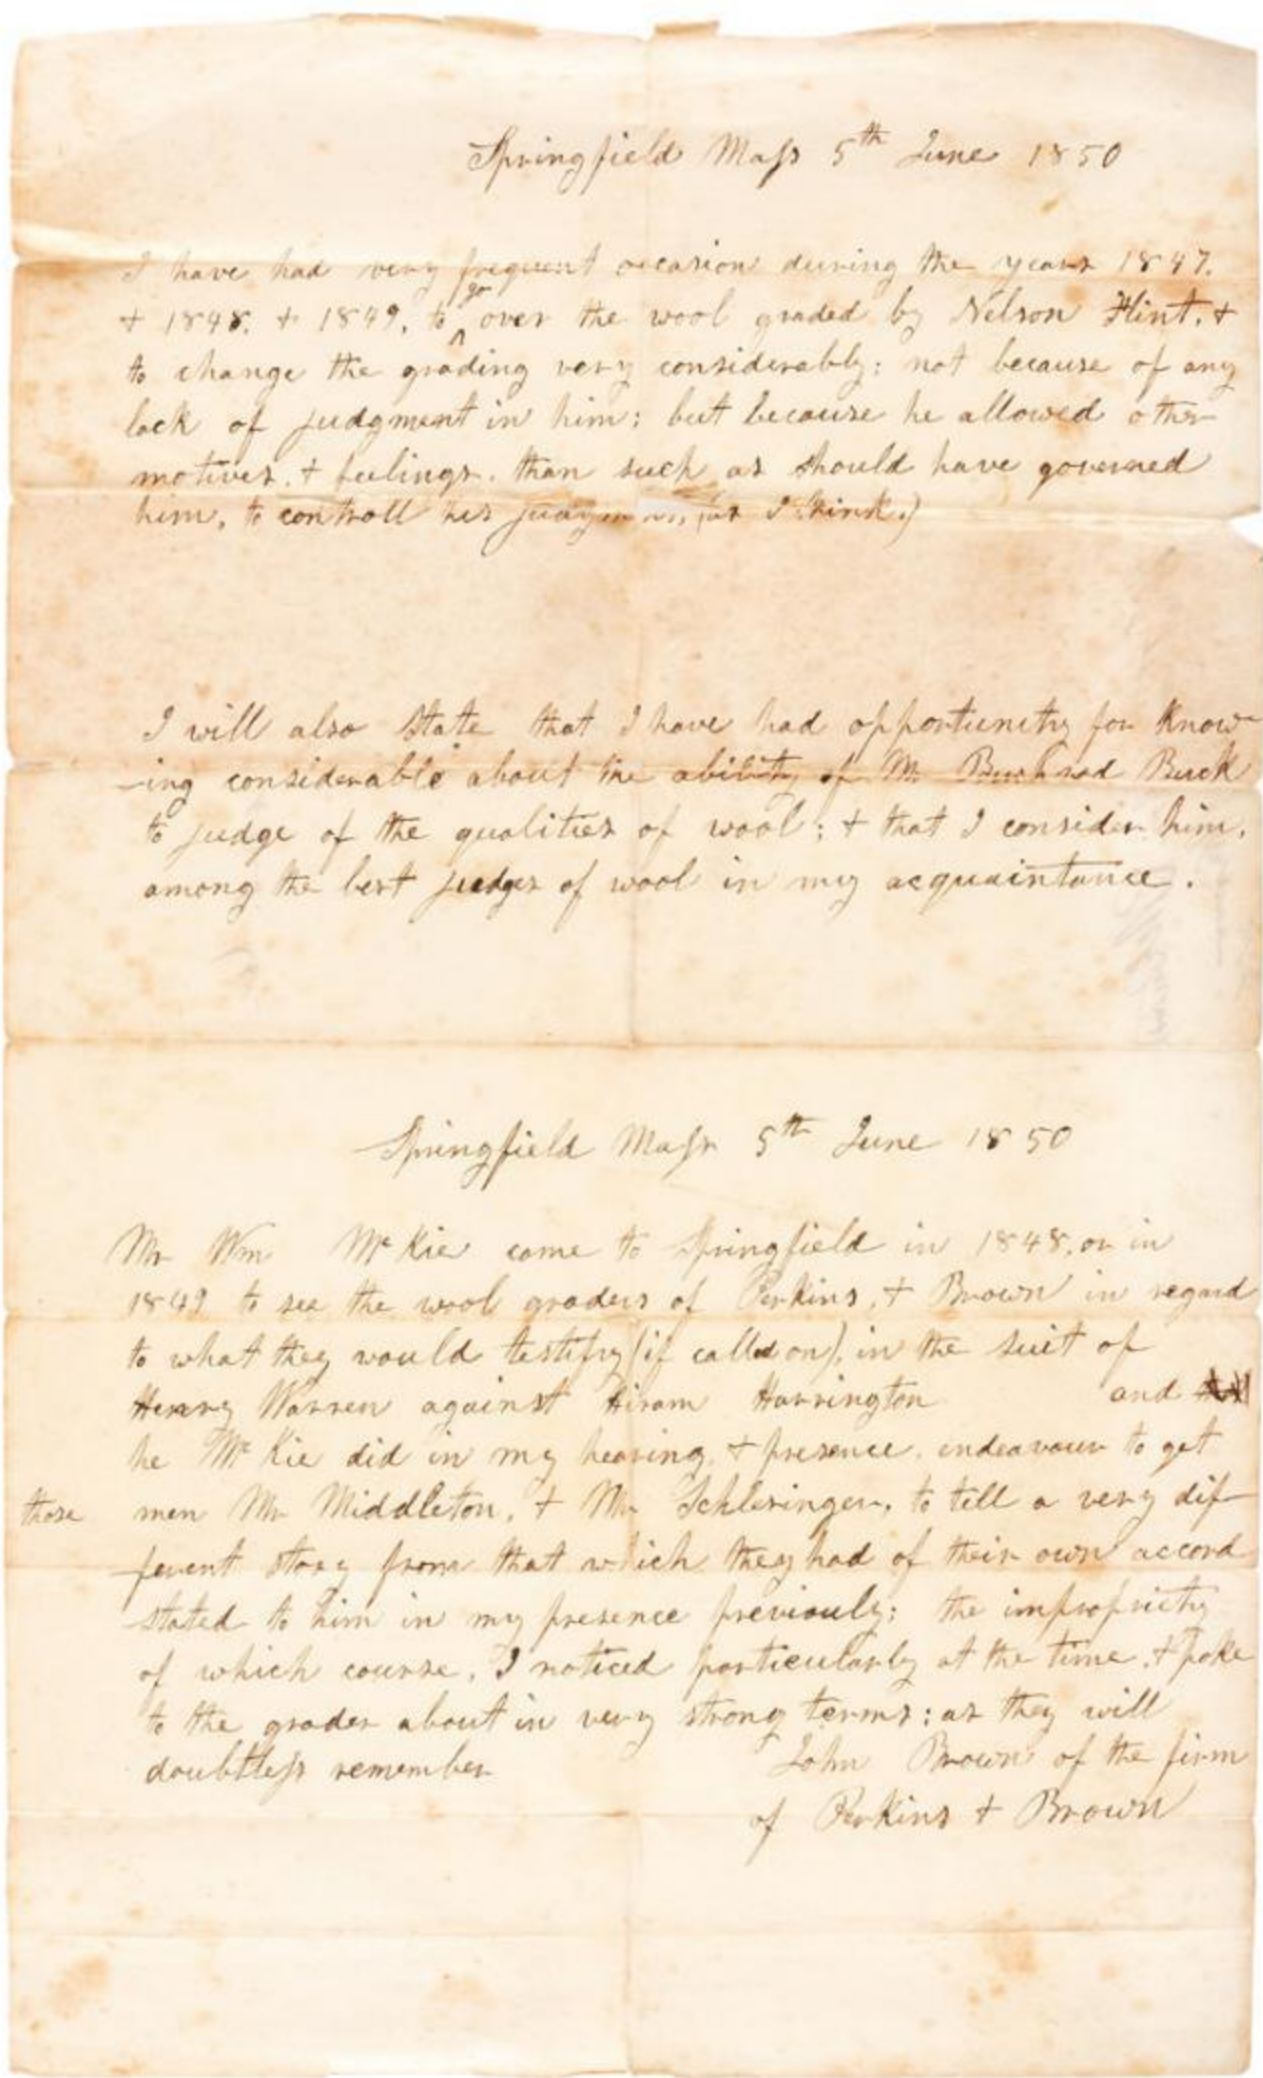 Springfield Mass 5th June 1850
I have had very frequent occasion during the years 1847.
& 1848. & 1849, to go over the wool graded by Nelson Flint, &
to change the grading very considerably: not because of any
lack of judgment in him; but because he allowed other
motives, & feelings, than such as should have governed
him, to controll his judgment, (as I think.)
I will also State that I have had opportunity for Know-
-ing considerable about the ability of Mr Buck
to judge of the qualities of wool; & that I consider him,
among the best judges of wool in my acquaintance.
Springfield Mass 5th June 1850
Mr Wm McKie came to Springfield in 1848, or in
1849 to see the wool graders of Perkins, & Brown in regard
to what they would testify (if called on), in the suit of
Henry Warren against Hiram Harrington and
he McKie did in my hearing, & presence, indeavour to get
those men Mr Middleton, & Mr Schlesinger, to tell a very dif-
-ferent story from that which they had of their own accord
stated to him in my presence previously; the impropriety
of which course, I noticed particularly at the time, & spoke
to the grader about in very strong terms; as they will
doubtless remember
John Brown of the firm
of Perkins & Brown